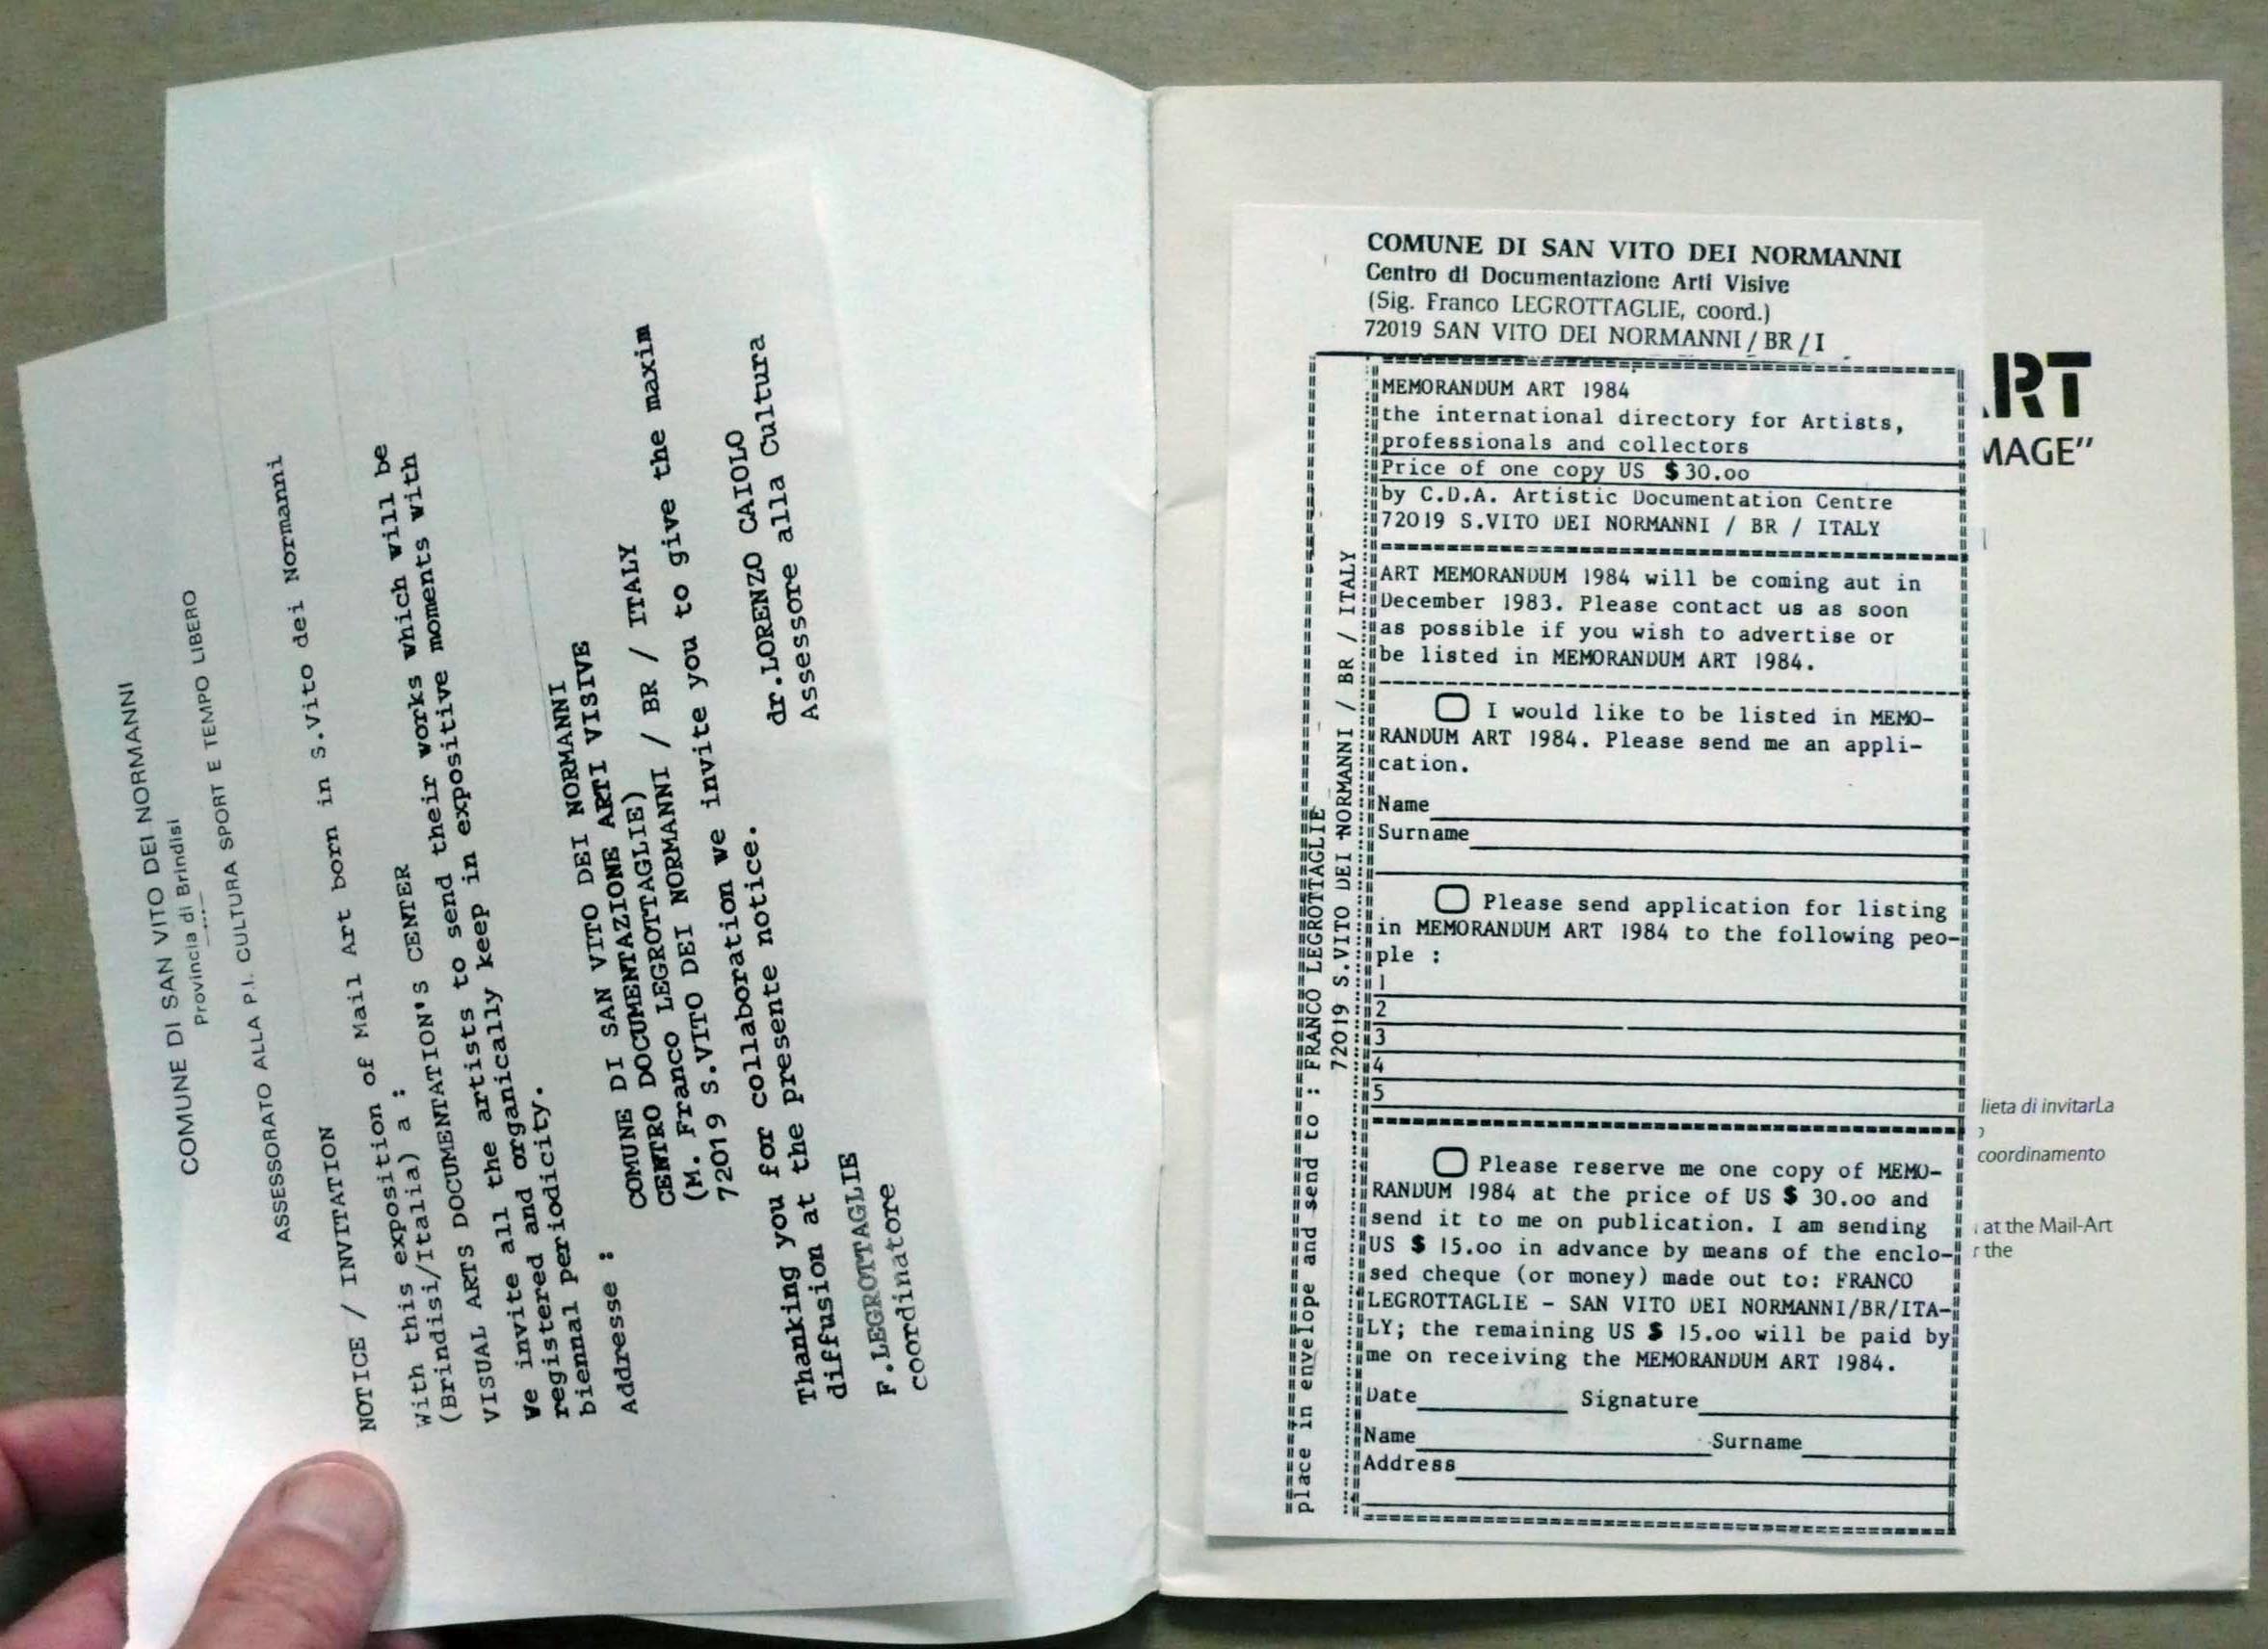 COMUNE DI SAN VITO DEI NORMANNI
Provincia di Brindisi
ASSESSORATO ALLA P.I. CULTURA SPORT E TEMPO LIBERO
NOTICE / INVITATION
With this exposition of Mail Art born in S.Vito dei Normanni
(Brindisi/Italia) a :
VISUAL ARTS DOCUMENTATION'S CENTER
We invite all the artists to send their works which will be
registered and organically keep in expositive moments with
biennal periodicity.
Addresse :
COMUNE DI SAN VITO DEI NORMANNI
CENTRO DOCUMENTAZIONE ARTI VISIVE
(M. Franco LEGROTTAGLIE)
72019 S.VITO DEI NORMANNI / BR / ITALY
Thanking you for collaboration we invite you to give the maxim
diffusion at the presente notice.
F.LEGROTTAGLIE
coordinatore
dr.LORENZO CAIOLO
Assessore alla Cultura
COMUNE DI SAN VITO DEI NORMANNI
Centro di Documentazione Arti Visive
(Sig. Franco LEGROTTAGLIE, coord.)
72019 SAN VITO DEI NORMANNI / BR / I
place in envelope and send to : FRANCO LEGROTTAGLIE
72019 S.VITO DEI NORMANNI / BR / ITALY
MEMORANDUM ART 1984
the international directory for Artists,
professionals and collectors
Price of one copy US $ 30.oo
by C.D.A. Artistic Documentation Centre
72019 S.VITO DEI NORMANNI / BR / ITALY
ART MEMORANDUM 1984 will be coming aut in
December 1983. Please contact us as soon
as possible if you wish to advertise or
be listed in MEMORANDUM ART 1984.
I would like to be listed in MEMO-
RANDUM ART 1984. Please send me an appli-
cation.
Name
Surname
Please send application for listing
in MEMORANDUM ART 1984 to the following peo-
ple :
1
2
3
4
5
Please reserve me one copy of MEMO-
RANDUM 1984 at the price of US $ 30.oo and
send it to me on publication. I am sending
US $ 15.oo in advance by means of the enclo-
sed cheque (or money) made out to: FRANCO
LEGROTTAGLIE - SAN VITO DEI NORMANNI/BR/ITA-
LY; the remaining US $ 15.oo will be paid by
me on receiving the MEMORANDUM ART 1984.
Date Signature
Name Surname
Address
RT
MAGE"
lieta di invitarLa
coordinamento
at the Mail-Art
r the